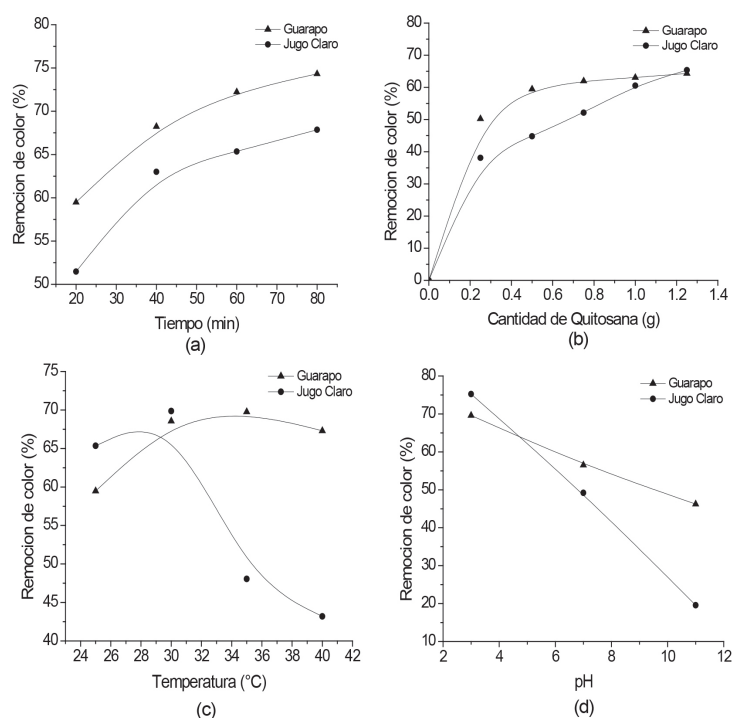 Guarapo
Jugo Claro
80
75
70
65
60
55
50
Remocion de color (%)
20 30 40 50 60 70 80
Tiempo (min)
(a)
Guarapo
Jugo Claro
80
70
60
50
40
30
20
10
0
Remocion de color (%)
0.0 0.2 0.4 0.6 0.8 1.0 1.2 1.4
Cantidad de Quitosana (g)
(b)
Guarapo
Jugo Claro
75
70
65
60
55
50
45
40
Remocion de color (%)
24 26 28 30 32 34 36 38 40 42
Temperatura (°C)
(c)
Guarapo
Jugo Claro
80
70
60
50
40
30
20
10
Remocion de color (%)
2 4 6 8 10 12
pH
(d)